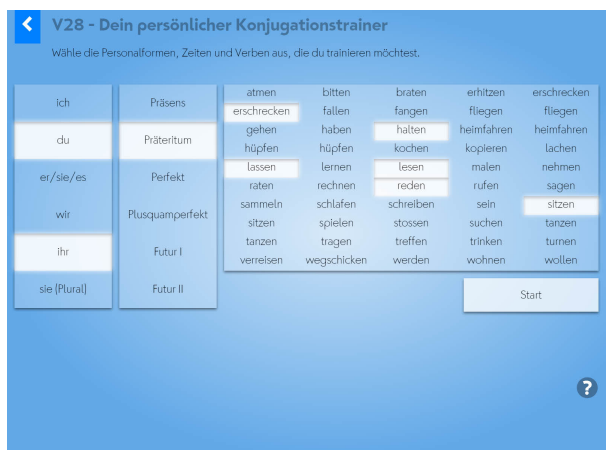 V28 - Dein persönlicher Konjugationstrainer
Wähle die Personalformen, Zeiten und Verben aus, die du trainieren möchtest.
ich
du
er/sie/es
wir
ihr
sie (Plural)
Präsens
Präteritum
Perfekt
Plusquamperfekt
Futur I
Futur II
atmen bitten braten erhitzen erschrecken
erschrecken fallen fangen fliegen fliegen
gehen haben halten heimfahren heimfahren
hüpfen hüpfen kochen kopieren lachen
lassen lernen lesen malen nehmen
raten rechnen reden rufen sagen
sammeln schlafen schreiben sein sitzen
sitzen spielen stossen suchen tanzen
tanzen tragen treffen trinken turnen
verreisen wegschicken werden wohnen wollen
Start
?